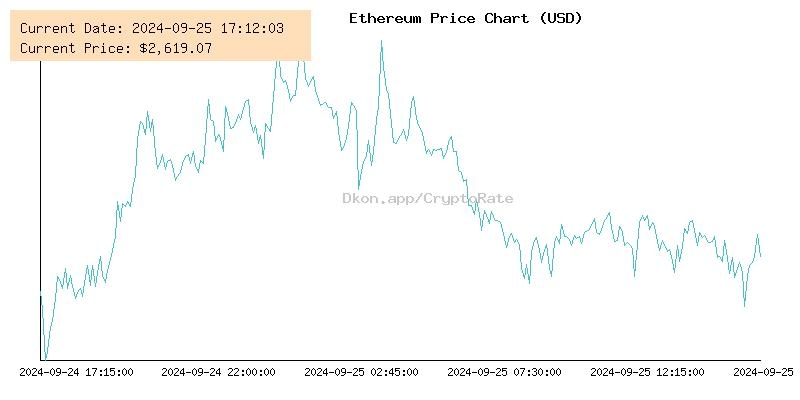 Ethereum Price Chart (USD)
Current Date: 2024-09-25 17:12:03
Current Price: $2,619.07
Dkon.app/CryptoRate
2024-09-24 17:15:00
2024-09-24 22:00:00
2024-09-25 02:45:00
2024-09-25 07:30:00
2024-09-25 12:15:00
2024-09-25